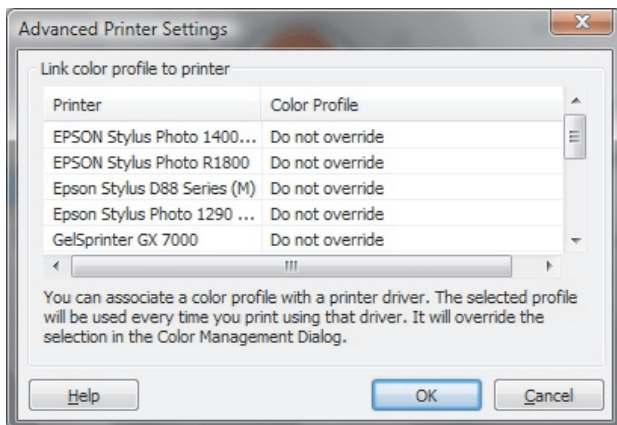 Advanced Printer Settings
Link color profile to printer
Printer Color Profile
EPSON Stylus Photo 1400... Do not override
EPSON Stylus Photo R1800 Do not override
Epson Stylus D88 Series (M) Do not override
Epson Stylus Photo 1290 ... Do not override
GelSprinter GX 7000 Do not override
You can associate a color profile with a printer driver. The selected profile
will be used every time you print using that driver. It will override the
selection in the Color Management Dialog.
Help OK Cancel